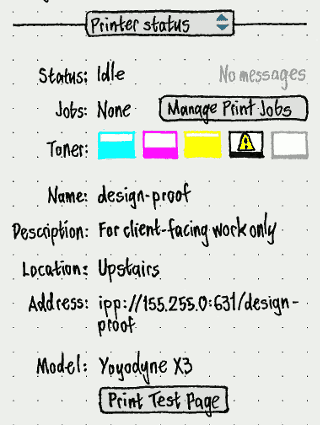 Printer status
Status: Idle No messages
Jobs: None Manage Print Jobs
Toner:
Name: design-proof
Description: For client-facing work only
Location: Upstairs
Address: ipp://155.255.0:631/design-
proof
Model: Yoyodyne X3
Print Test Page